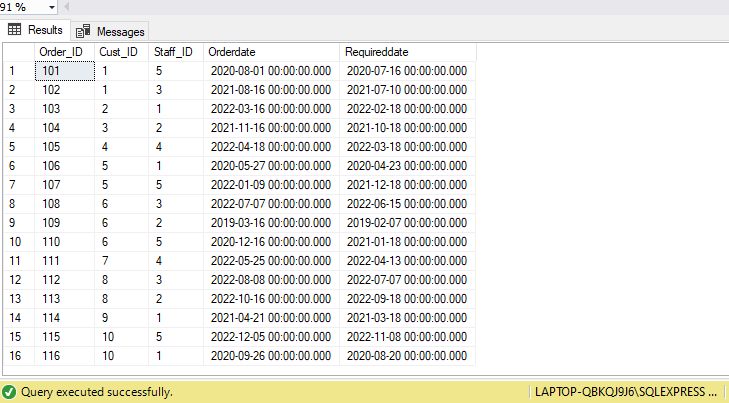 91 %
Results Messages
Order_ID Cust_ID Staff_ID Orderdate Requireddate
1 101 1 5 2020-08-01 00:00:00.000 2020-07-16 00:00:00.000
2 102 1 3 2021-08-16 00:00:00.000 2021-07-10 00:00:00.000
3 103 2 1 2022-03-16 00:00:00.000 2022-02-18 00:00:00.000
4 104 3 2 2021-11-16 00:00:00.000 2021-10-18 00:00:00.000
5 105 4 4 2022-04-18 00:00:00.000 2022-03-18 00:00:00.000
6 106 5 1 2020-05-27 00:00:00.000 2020-04-23 00:00:00.000
7 107 5 5 2022-01-09 00:00:00.000 2021-12-18 00:00:00.000
8 108 6 3 2022-07-07 00:00:00.000 2022-06-15 00:00:00.000
9 109 6 2 2019-03-16 00:00:00.000 2019-02-07 00:00:00.000
10 110 6 5 2020-12-16 00:00:00.000 2021-01-18 00:00:00.000
11 111 7 4 2022-05-25 00:00:00.000 2022-04-13 00:00:00.000
12 112 8 3 2022-08-08 00:00:00.000 2022-07-07 00:00:00.000
13 113 8 2 2022-10-16 00:00:00.000 2022-09-18 00:00:00.000
14 114 9 1 2021-04-21 00:00:00.000 2021-03-18 00:00:00.000
15 115 10 5 2022-12-05 00:00:00.000 2022-11-08 00:00:00.000
16 116 10 1 2020-09-26 00:00:00.000 2020-08-20 00:00:00.000
Query executed successfully. LAPTOP-QBKQJ9J6\SQLEXPRESS ...